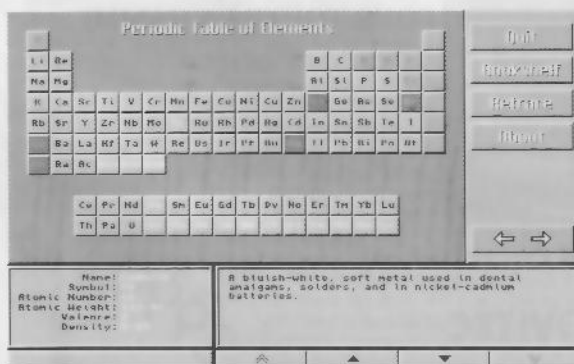 Periodic Table of Elements
Quit
Bookshelf
Retrace
About
Li Be B C
Na Mg Al Si P S
K Ca Sc Ti V Cr Mn Fe Co Ni Cu Zn Ge As Se
Rb Sr Y Zr Nb Mo Ru Rh Pd Ag Cd In Sn Sb Te I
Ba La Hf Ta W Re Os Ir Pt Au Tl Pb Bi Po At
Ra Ac
Ce Pr Nd Sm Eu Gd Tb Dy Ho Er Tm Yb Lu
Th Pa U
Name:
Symbol:
Atomic Number:
Atomic Weight:
Valence:
Density:
A bluish-white, soft metal used in dental
amalgams, solders, and in nickel-cadmium
batteries.